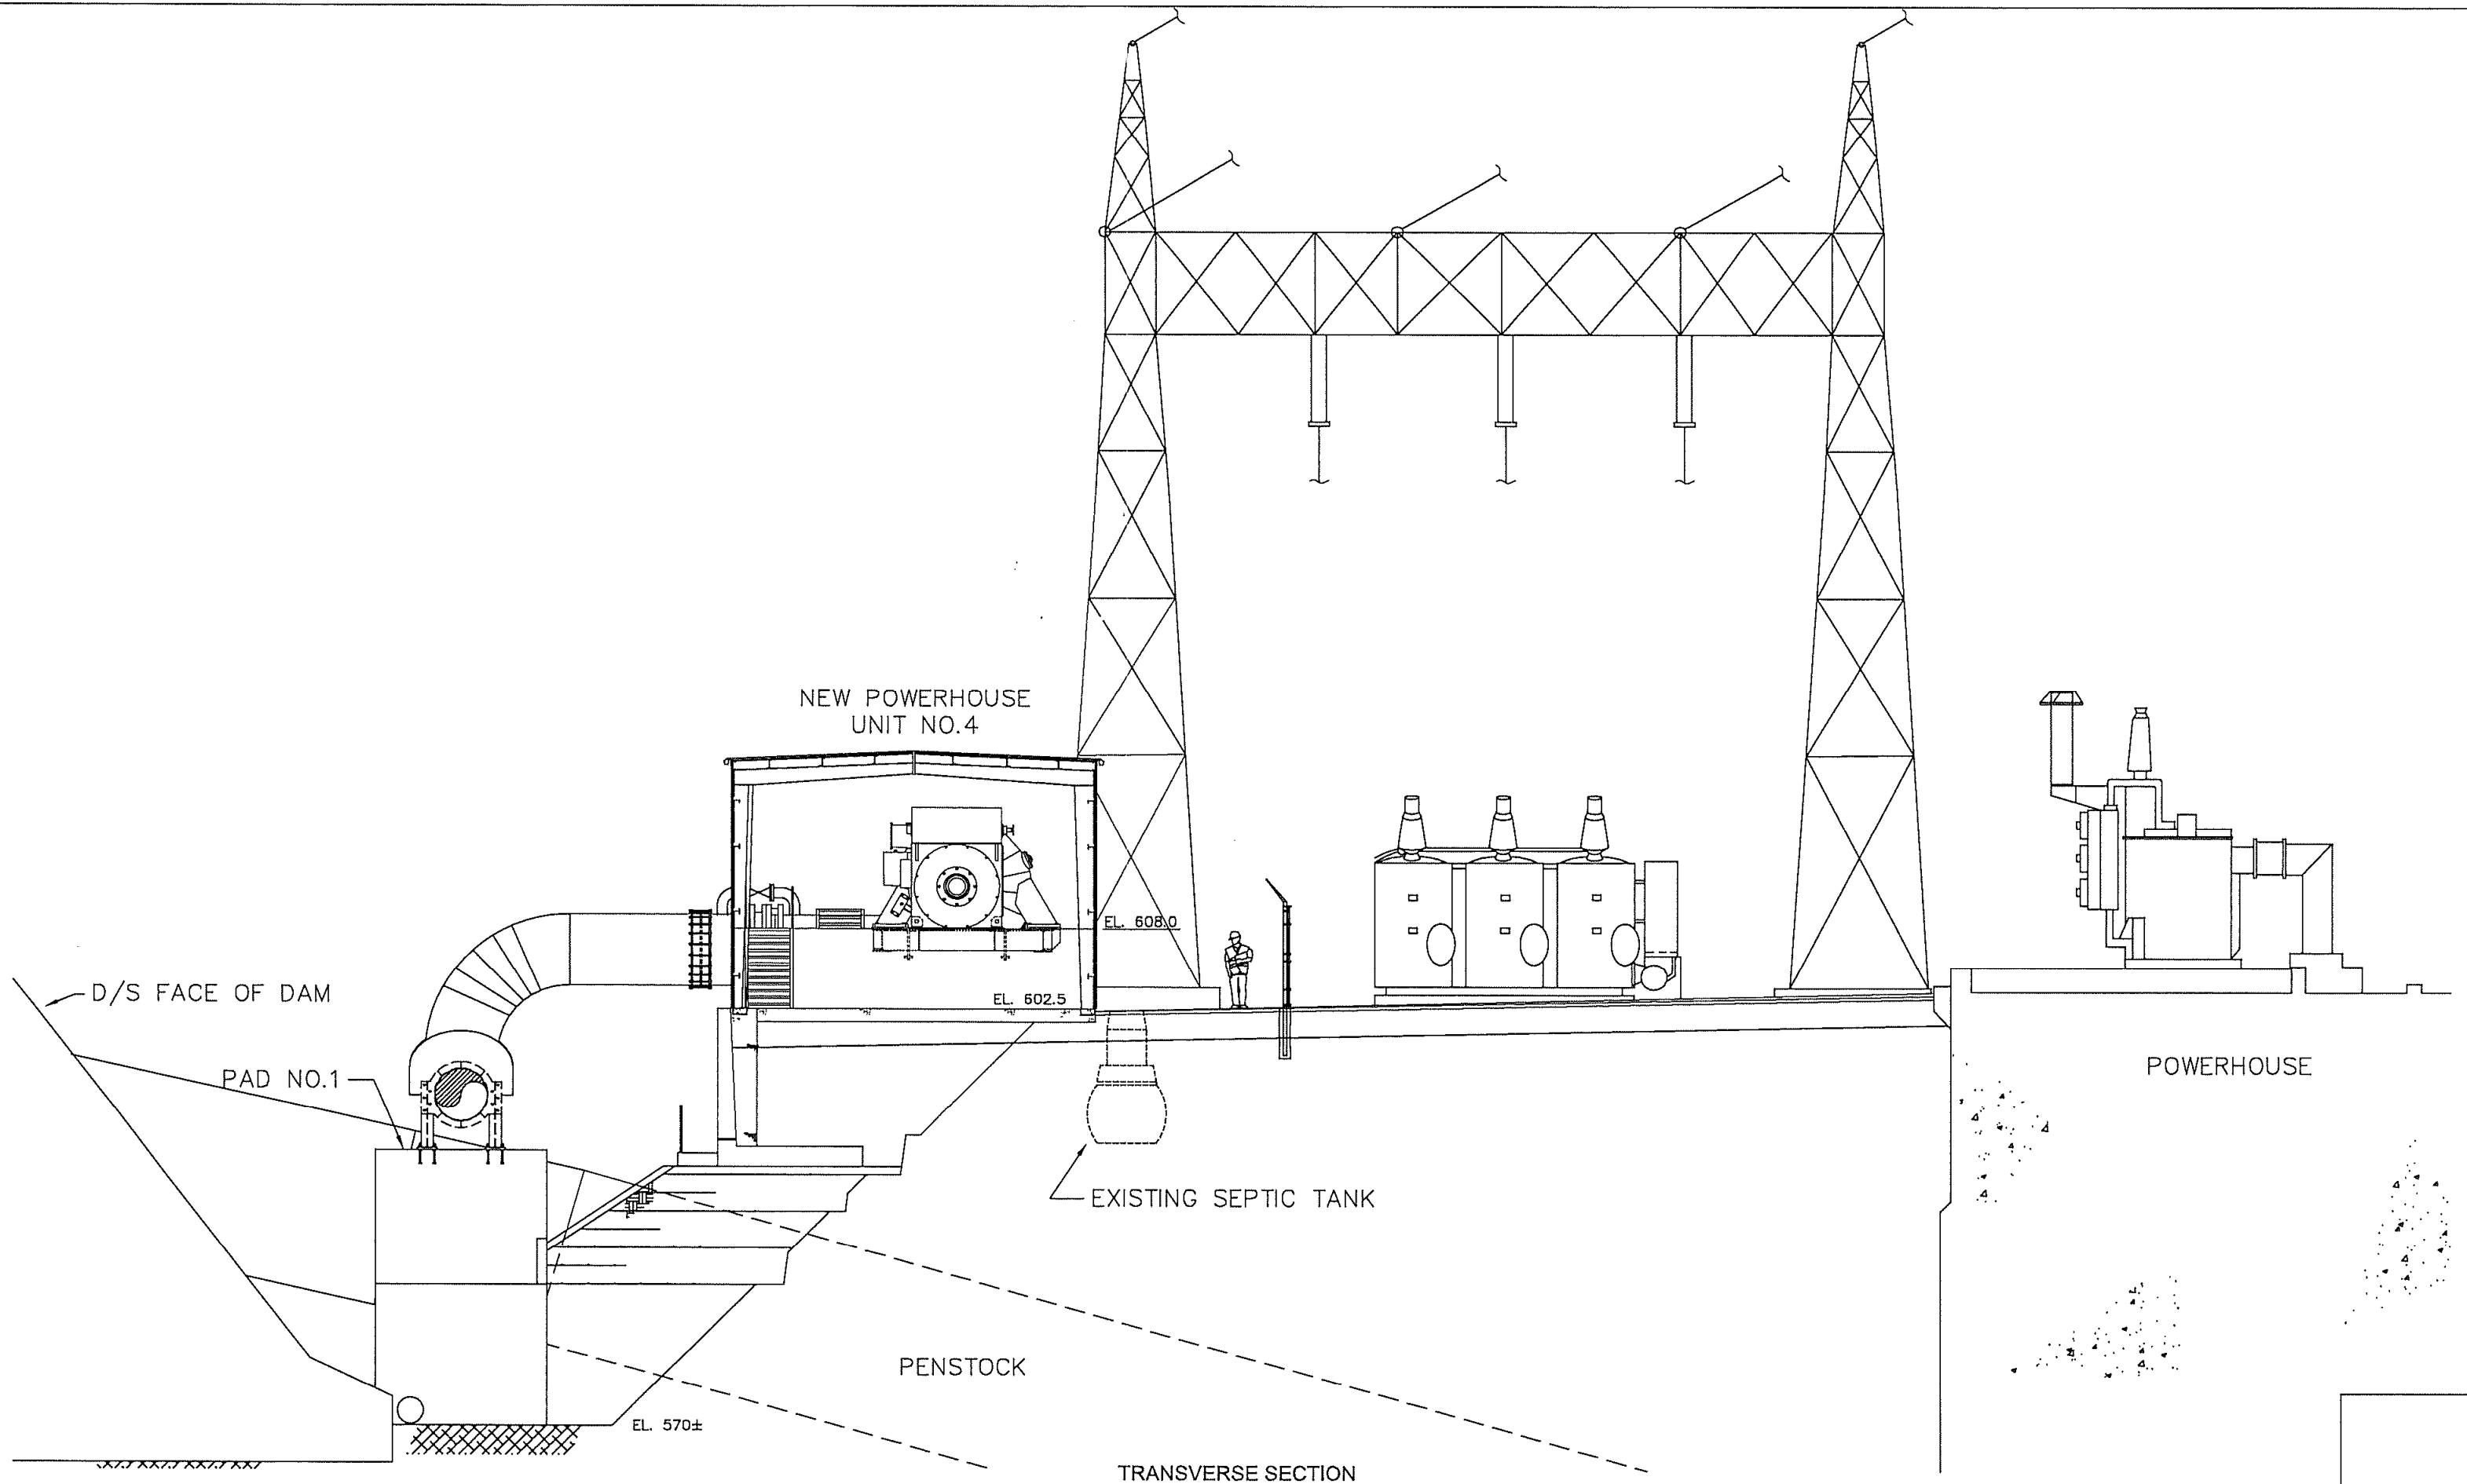 NEW POWERHOUSE
UNIT NO.4
EL. 608.0
D/S FACE OF DAM
EL. 602.5
PAD NO.1
POWERHOUSE
EXISTING SEPTIC TANK
PENSTOCK
EL. 570±
TRANSVERSE SECTION